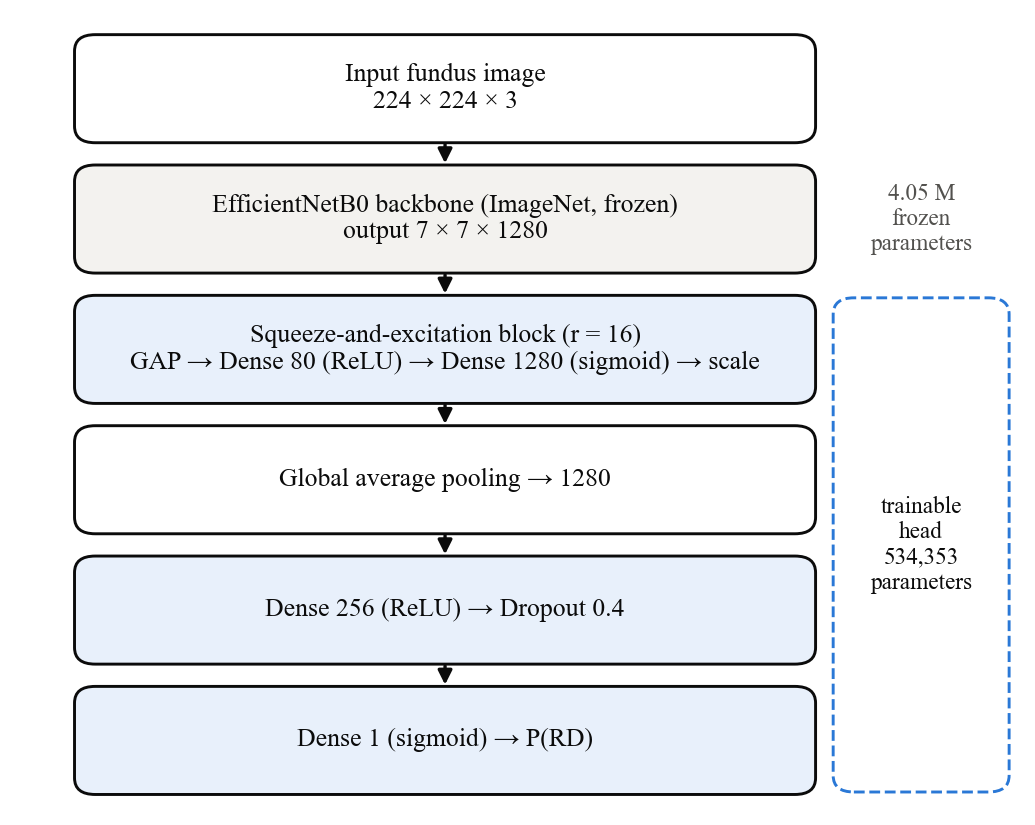 Input fundus image
224 × 224 × 3
EfficientNetB0 backbone (ImageNet, frozen)
output 7 × 7 × 1280
4.05 M
frozen
parameters
Squeeze-and-excitation block (r = 16)
GAP → Dense 80 (ReLU) → Dense 1280 (sigmoid) → scale
Global average pooling → 1280
trainable
head
534,353
parameters
Dense 256 (ReLU) → Dropout 0.4
Dense 1 (sigmoid) → P(RD)